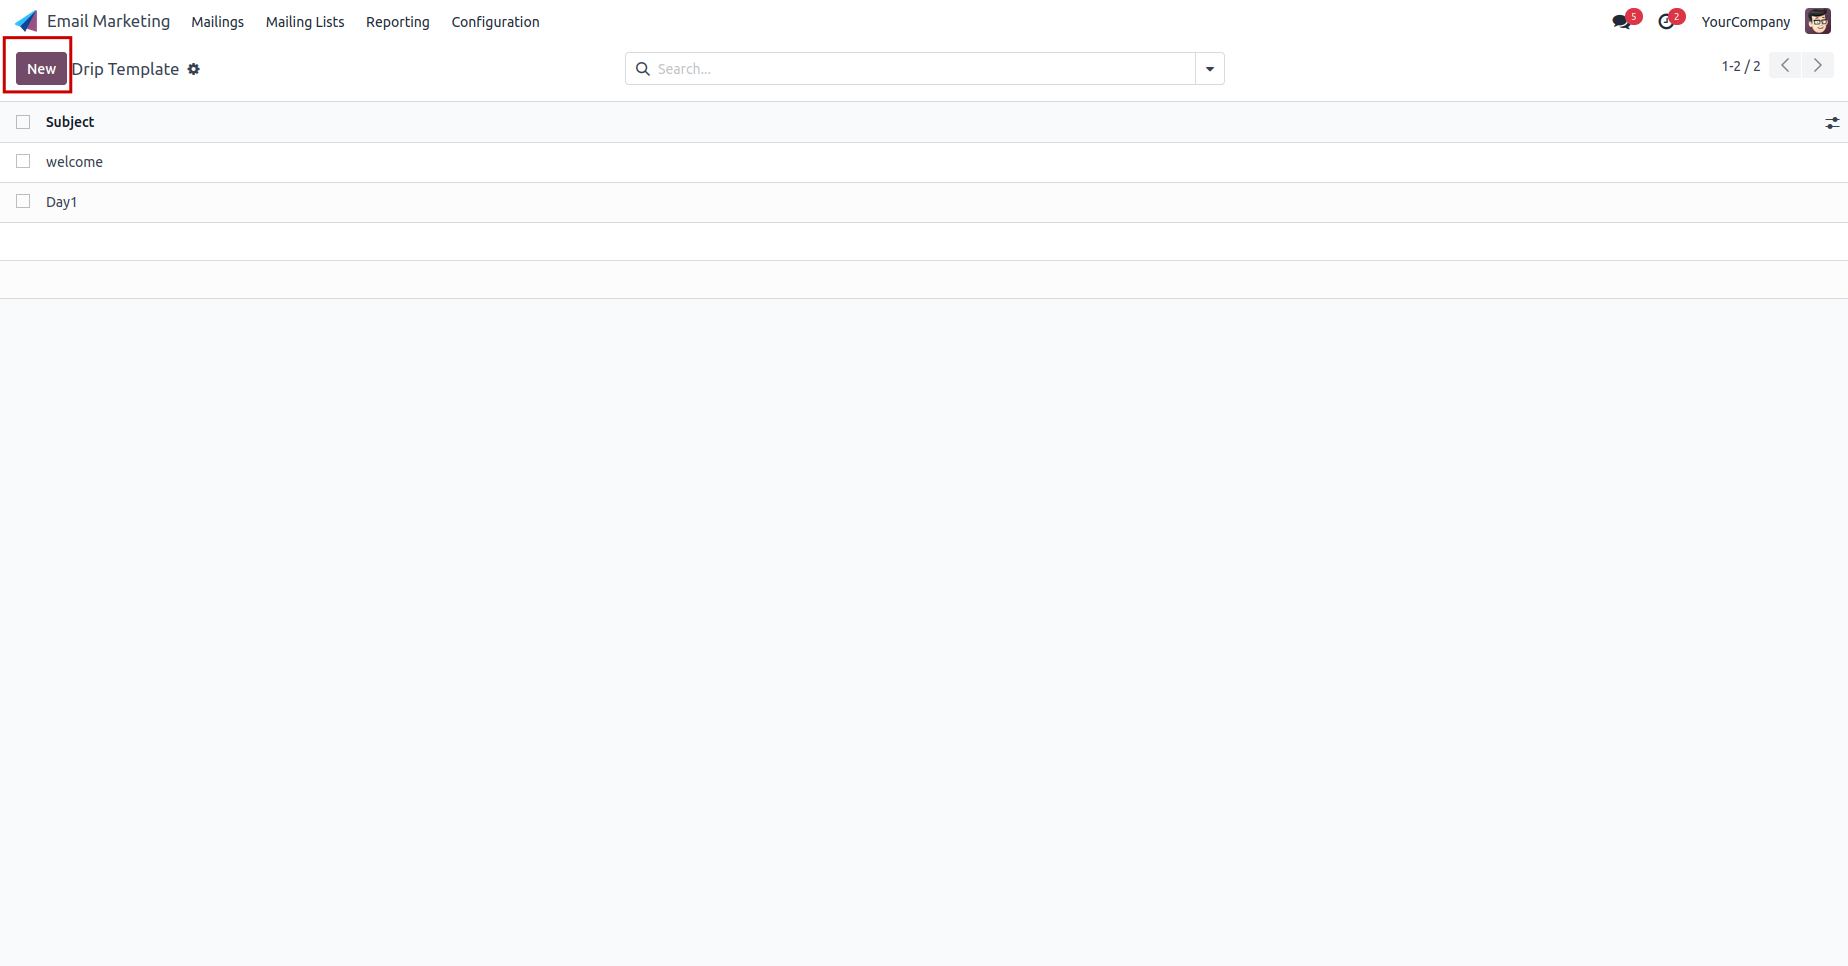 Email Marketing Mailings Mailing Lists Reporting Configuration 5 2 YourCompany
New Drip Template Search... 1-2 / 2
Subject
welcome
Day1